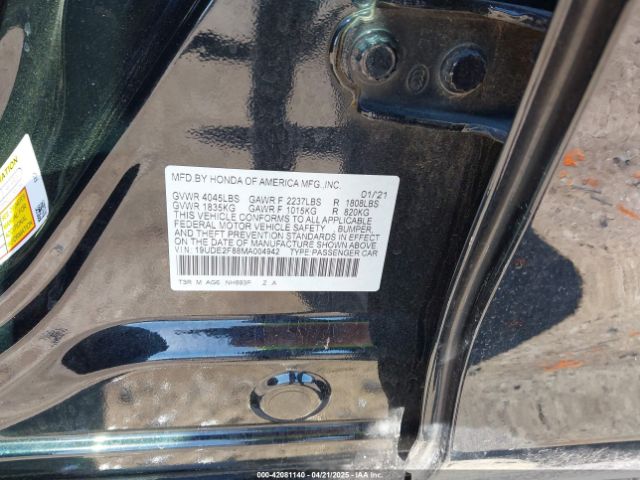 MFD.BY HONDA OF AMERICA MFG.,INC. 01/'21
GVWR 4045LBS GAWR F 2237LBS R 1808LBS
GVWR 1835KG GAWR F 1015KG R 820KG
THIS VEHICLE CONFORMS TO ALL APPLICABLE
FEDERAL MOTOR VEHICLE SAFETY BUMPER,
AND THEFT PREVENTION STANDARDS IN EFFECT
ON THE DATE OF MANUFACTURE SHOWN ABOVE.
VIN: 19UDE2F88MA004942 TYPE:PASSENGER CAR
T3R M AG6 NH893P Z A
000-42081140 - 04/21/2025 - IAA Inc.